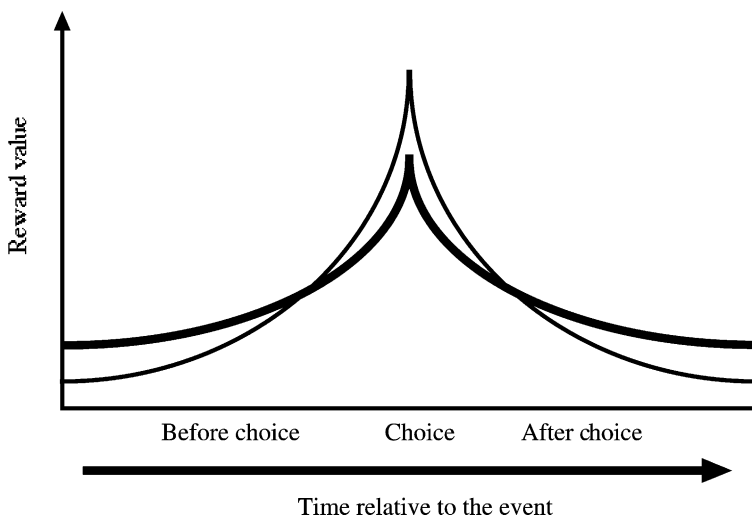 Reward value
Before choice
Choice
After choice
Time relative to the event